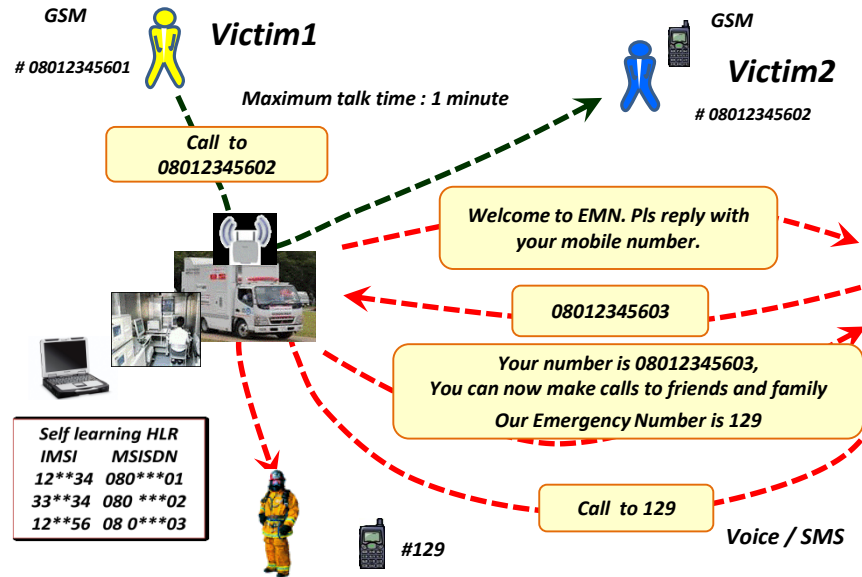 GSM
Victim1
# 08012345601
GSM
Victim2
# 08012345602
Maximum talk time : 1 minute
Call to
08012345602
Welcome to EMN. Pls reply with
your mobile number.
08012345603
Your number is 08012345603,
You can now make calls to friends and family
Our Emergency Number is 129
Self learning HLR
IMSI MSISDN
12**34 080***01
33**34 080 ***02
12**56 08 0***03
Call to 129
#129
Voice / SMS